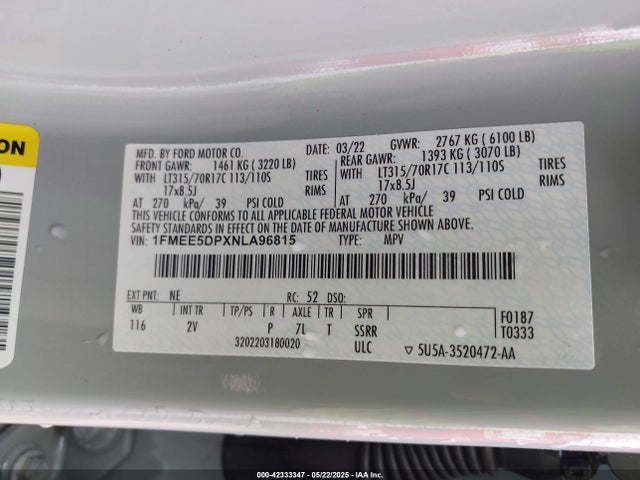 ON
MFD. BY FORD MOTOR CO. DATE: 03/22 GVWR: 2767 KG ( 6100 LB)
FRONT GAWR: 1461 KG ( 3220 LB) REAR GAWR: 1393 KG ( 3070 LB)
WITH LT315/70R17C 113/110S TIRES WITH LT315/70R17C 113/110S TIRES
17x8.5J RIMS 17x8.5J RIMS
AT 270 kPa/ 39 PSI COLD AT 270 kPa/ 39 PSI COLD
THIS VEHICLE CONFORMS TO ALL APPLICABLE FEDERAL MOTOR VEHICLE
SAFETY STANDARDS IN EFFECT ON THE DATE OF MANUFACTURE SHOWN ABOVE.
VIN: 1FMEE5DPXNLA96815 TYPE: MPV
EXT PNT: NE RC: 52 DSO:
WB INT TR TP/PS R AXLE TR SPR F0187
116 2V P 7L T SSRR T0333
3202203180020 ULC 5U5A-3520472-AA
000-42333347 - 05/22/2025 - IAA Inc.